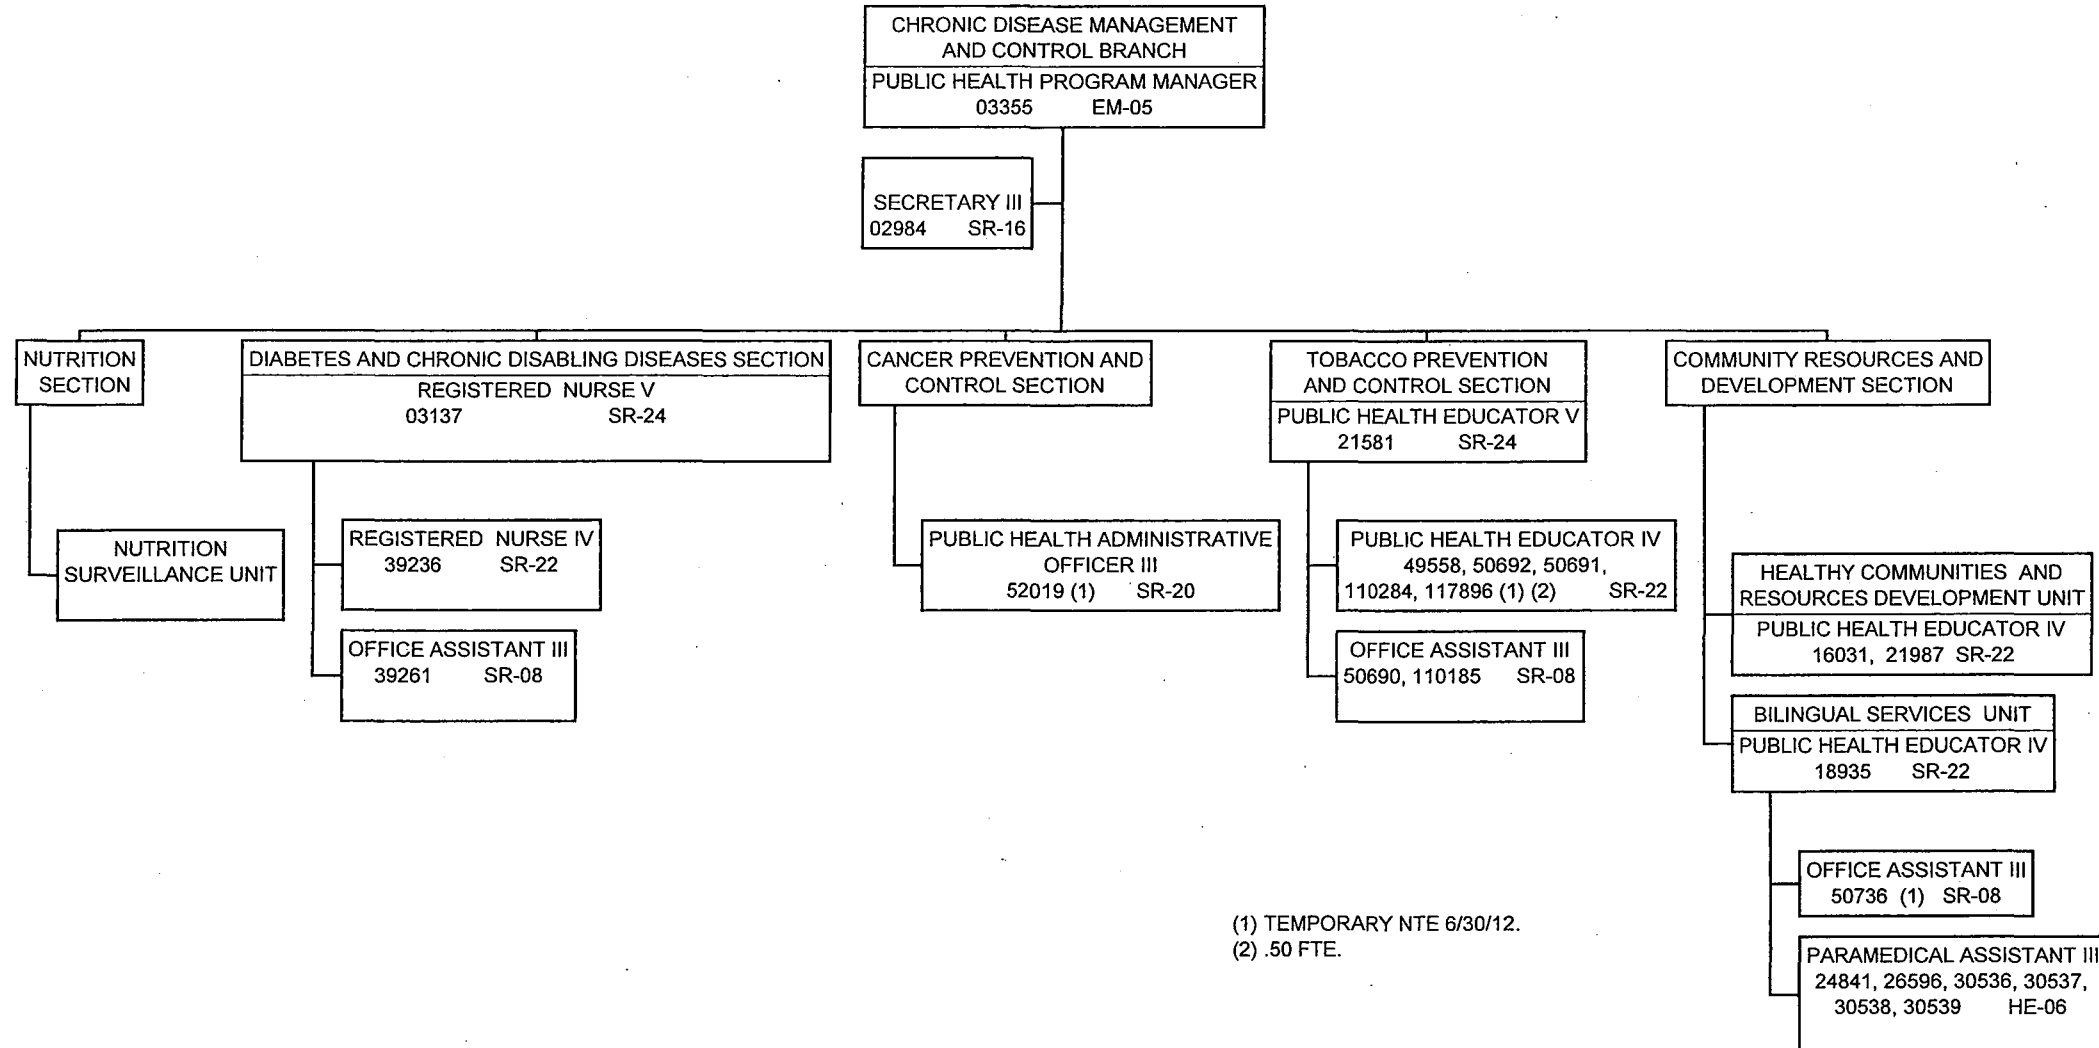 CHRONIC DISEASE MANAGEMENT
AND CONTROL BRANCH
PUBLIC HEALTH PROGRAM MANAGER
03355 EM-05
SECRETARY III
02984 SR-16
NUTRITION
SECTION
NUTRITION
SURVEILLANCE UNIT
DIABETES AND CHRONIC DISABLING DISEASES SECTION
REGISTERED NURSE V
03137 SR-24
REGISTERED NURSE IV
39236 SR-22
OFFICE ASSISTANT III
39261 SR-08
CANCER PREVENTION AND
CONTROL SECTION
PUBLIC HEALTH ADMINISTRATIVE
OFFICER III
52019 (1) SR-20
TOBACCO PREVENTION
AND CONTROL SECTION
PUBLIC HEALTH EDUCATOR V
21581 SR-24
PUBLIC HEALTH EDUCATOR IV
49558, 50692, 50691,
110284, 117896 (1) (2) SR-22
OFFICE ASSISTANT III
50690, 110185 SR-08
COMMUNITY RESOURCES AND
DEVELOPMENT SECTION
HEALTHY COMMUNITIES AND
RESOURCES DEVELOPMENT UNIT
PUBLIC HEALTH EDUCATOR IV
16031, 21987 SR-22
BILINGUAL SERVICES UNIT
PUBLIC HEALTH EDUCATOR IV
18935 SR-22
OFFICE ASSISTANT III
50736 (1) SR-08
PARAMEDICAL ASSISTANT III
24841, 26596, 30536, 30537,
30538, 30539 HE-06
(1) TEMPORARY NTE 6/30/12.
(2) .50 FTE.